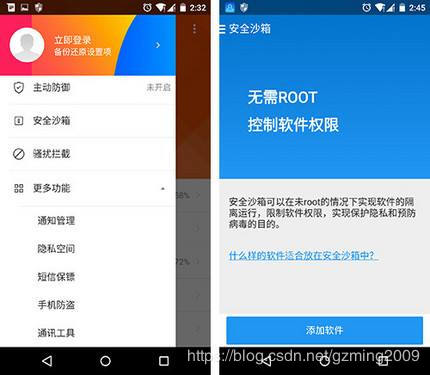 2:32
立即登录
备份还原设置项
主动防御
未开启
安全沙箱
骚扰拦截
更多功能
68%
72%
通知管理
隐私空间
短信保镖
手机防盗
通讯工具
2:45
安全沙箱
无需ROOT
控制软件权限
安全沙箱可以在未root的情况下实现软件的隔
离运行，限制软件权限，实现保护隐私和预防
病毒的目的。
什么样的软件适合放在安全沙箱中?
添加软件
https://blog.csdn.net/gzming2009